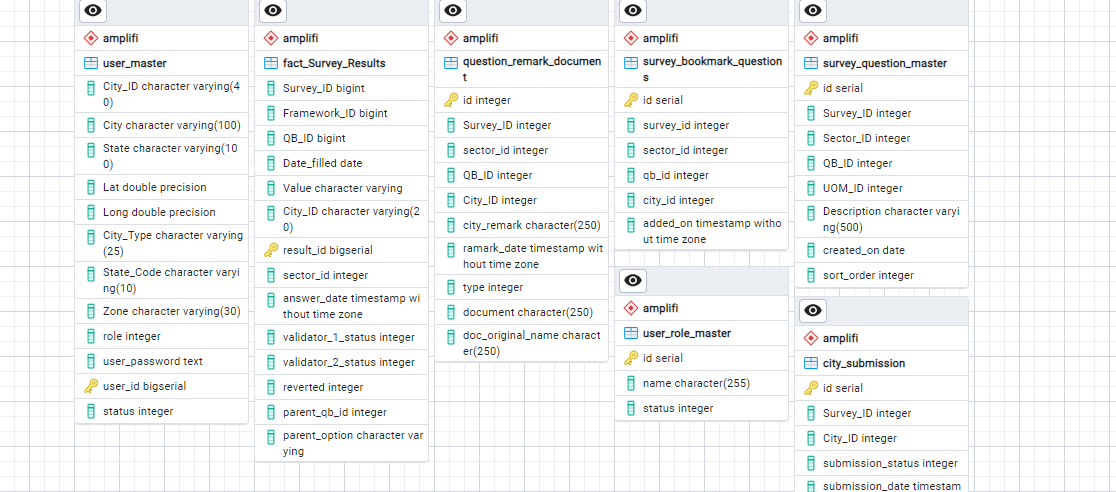 amplifi
user_master
City_ID character varying(4
0)
City character varying(100)
State character varying(10
0)
Lat double precision
Long double precision
City_Type character varying
(25)
State_Code character varyi
ng(10)
Zone character varying(30)
role integer
user_password text
user_id bigserial
status integer
amplifi
fact_Survey_Results
Survey_ID bigint
Framework_ID bigint
QB_ID bigint
Date_filled date
Value character varying
City_ID character varying(2
0)
result_id bigserial
sector_id integer
answer_date timestamp wi
thout time zone
validator_1_status integer
validator_2_status integer
reverted integer
parent_qb_id integer
parent_option character var
ying
amplifi
question_remark_documen
t
id integer
Survey_ID integer
sector_id integer
QB_ID integer
City_ID integer
city_remark character(250)
ramark_date timestamp wit
hout time zone
type integer
document character(250)
doc_original_name charact
er(250)
amplifi
survey_bookmark_question
s
id serial
survey_id integer
sector_id integer
qb_id integer
city_id integer
added_on timestamp witho
ut time zone
amplifi
user_role_master
id serial
name character(255)
status integer
amplifi
survey_question_master
id serial
Survey_ID integer
Sector_ID integer
QB_ID integer
UOM_ID integer
Description character varyi
ng(500)
created_on date
sort_order integer
amplifi
city_submission
id serial
Survey_ID integer
City_ID integer
submission_status integer
submission_date timestam